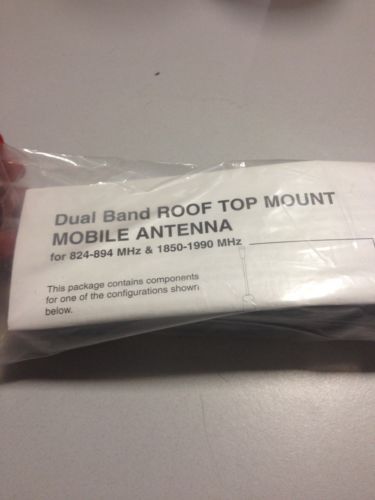 Dual Band ROOF TOP MOUNT
MOBILE ANTENNA
for 824-894 MHz & 1850-1990 MHz
This package contains components
for one of the configurations shown
below.